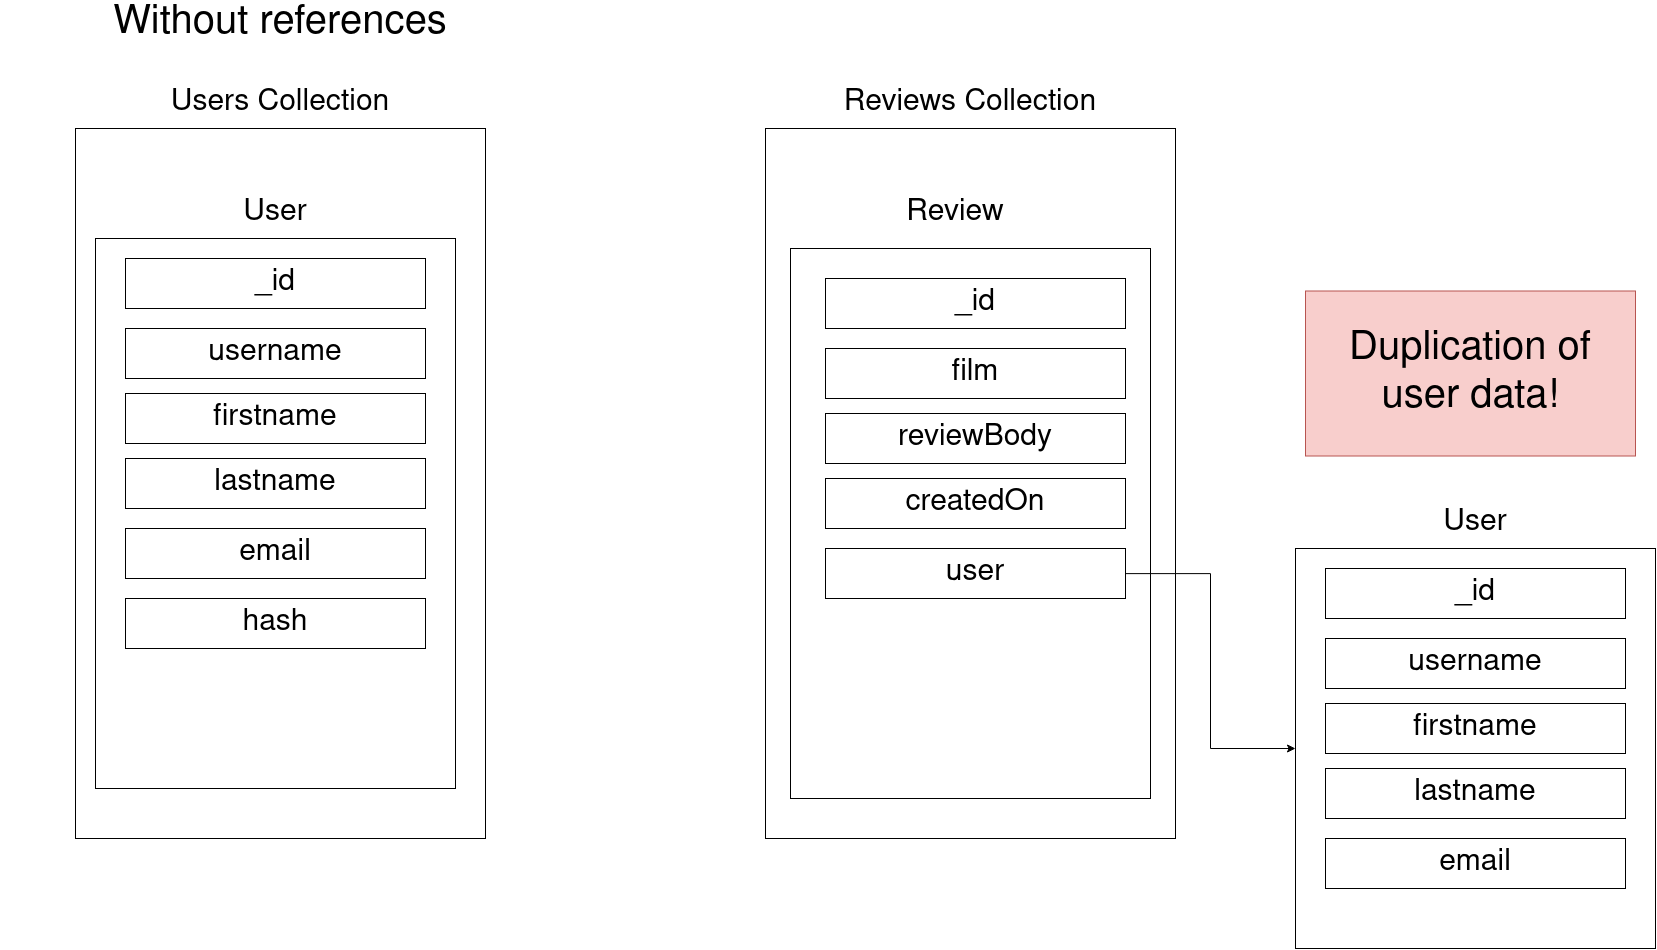 Without references
Users Collection
User
_id
username
firstname
lastname
email
hash
Reviews Collection
Review
_id
film
reviewBody
createdOn
user
Duplication of
user data!
User
_id
username
firstname
lastname
email